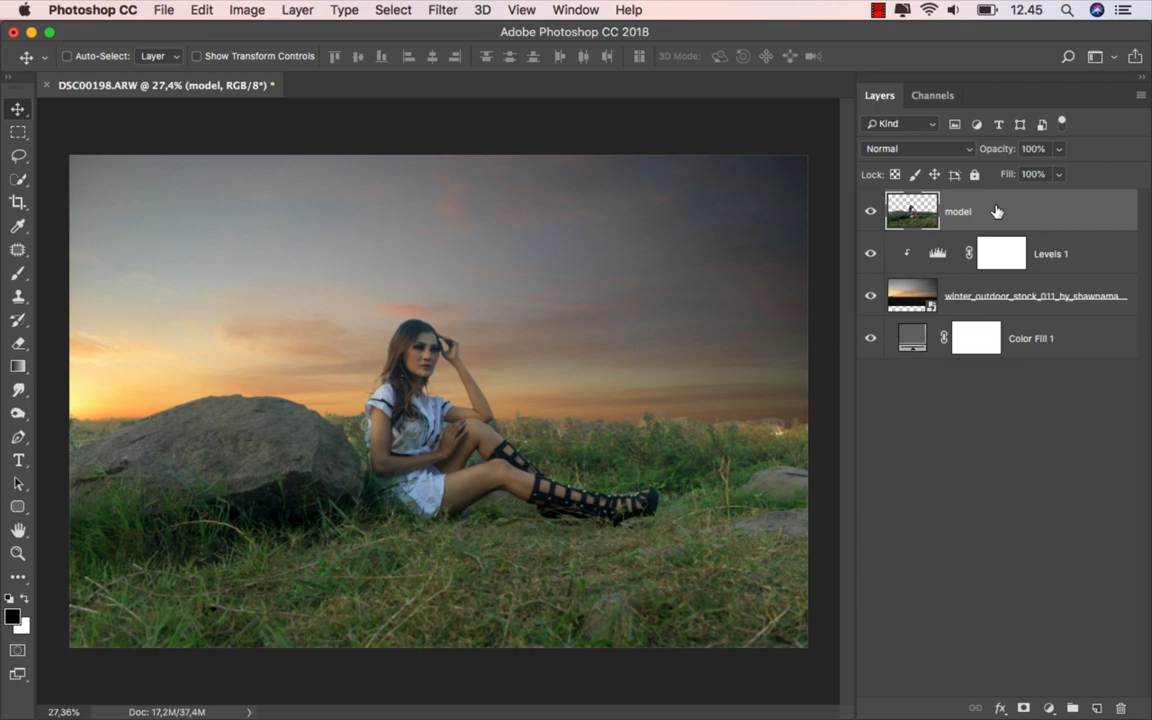 Photoshop CC File Edit Image Layer Type Select Filter 3D View Window Help 12.45
Adobe Photoshop CC 2018
Auto-Select: Layer Show Transform Controls 3D Mode:
DSC00198.ARW @ 27,4% (model, RGB/8*) *
Layers Channels
Kind
Normal Opacity: 100%
Lock: Fill: 100%
model
Levels 1
winter_outdoor_stock_011_by_shawnama...
Color Fill 1
27,36% Doc: 17,2M/37,4M